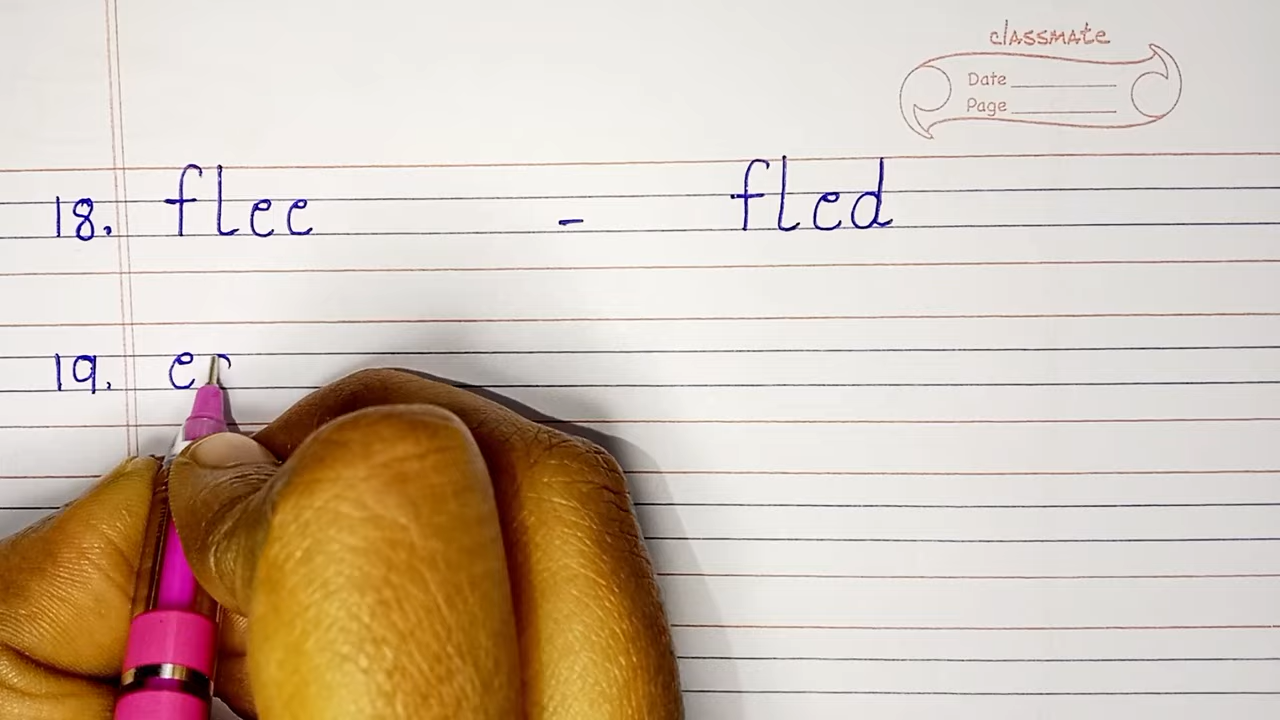 classmate
Date
Page
18. flee - fled
19. e